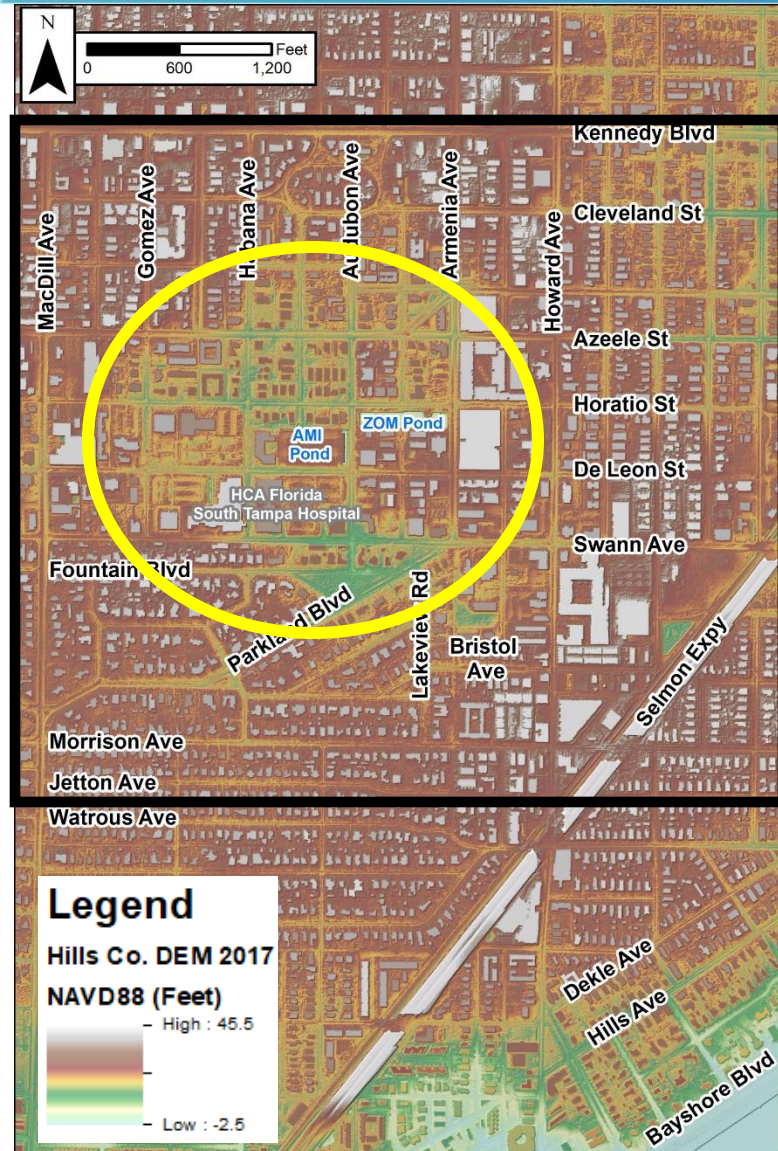 N
Feet
0 600 1,200
Kennedy Blvd
Cleveland St
MacDill Ave
Gomez Ave
Habana Ave
Audubon Ave
Armenia Ave
Howard Ave
Azeele St
Horatio St
ZOM Pond
AMI
Pond
De Leon St
HCA Florida
South Tampa Hospital
Swann Ave
Fountain Blvd
Parkland Blvd
Lakeview Rd
Bristol
Ave
Selmon Expy
Morrison Ave
Jetton Ave
Watrous Ave
Legend
Hills Co. DEM 2017
NAVD88 (Feet)
High : 45.5
Low : -2.5
Dekle Ave
Hills Ave
Bayshore Blvd